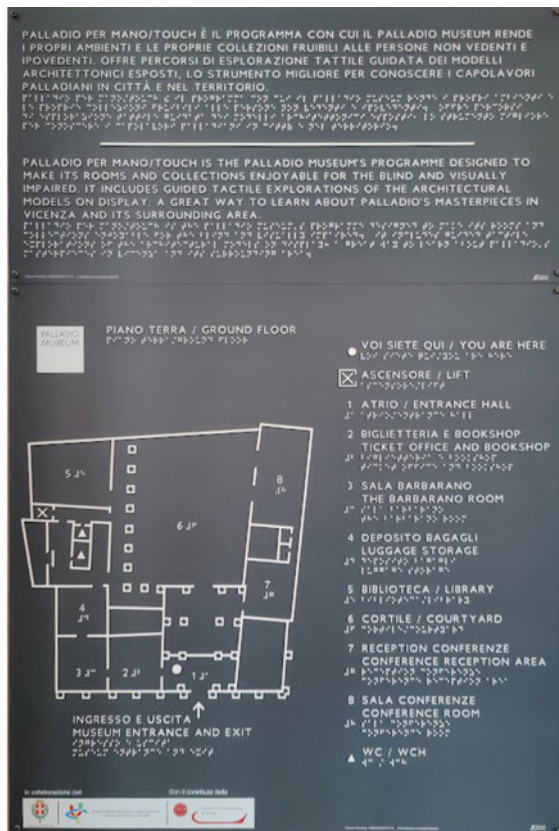 PALLADIO PER MANO/TOUCH È IL PROGRAMMA CON CUI IL PALLADIO MUSEUM RENDE
I PROPRI AMBIENTI E LE PROPRIE COLLEZIONI FRUIBILI ALLE PERSONE NON VEDENTI E
IPOVEDENTI. OFFRE PERCORSI DI ESPLORAZIONE TATTILE GUIDATA DEI MODELLI
ARCHITETTONICI ESPOSTI, LO STRUMENTO MIGLIORE PER CONOSCERE I CAPOLAVORI
PALLADIANI IN CITTÀ E NEL TERRITORIO.
PALLADIO PER MANO/TOUCH IS THE PALLADIO MUSEUM'S PROGRAMME DESIGNED TO
MAKE ITS ROOMS AND COLLECTIONS ENJOYABLE FOR THE BLIND AND VISUALLY
IMPAIRED. IT INCLUDES GUIDED TACTILE EXPLORATIONS OF THE ARCHITECTURAL
MODELS ON DISPLAY: A GREAT WAY TO LEARN ABOUT PALLADIO'S MASTERPIECES IN
VICENZA AND ITS SURROUNDING AREA.
PALLADIO
MUSEUM
PIANO TERRA / GROUND FLOOR
5
8
6
7
4
3
2
1
INGRESSO E USCITA
MUSEUM ENTRANCE AND EXIT
VOI SIETE QUI / YOU ARE HERE
ASCENSORE / LIFT
1 ATRIO / ENTRANCE HALL
2 BIGLIETTERIA E BOOKSHOP
TICKET OFFICE AND BOOKSHOP
3 SALA BARBARANO
THE BARBARANO ROOM
4 DEPOSITO BAGAGLI
LUGGAGE STORAGE
5 BIBLIOTECA / LIBRARY
6 CORTILE / COURTYARD
7 RECEPTION CONFERENZE
CONFERENCE RECEPTION AREA
8 SALA CONFERENZE
CONFERENCE ROOM
WC / WCH
In collaborazione con
Con il contributo della